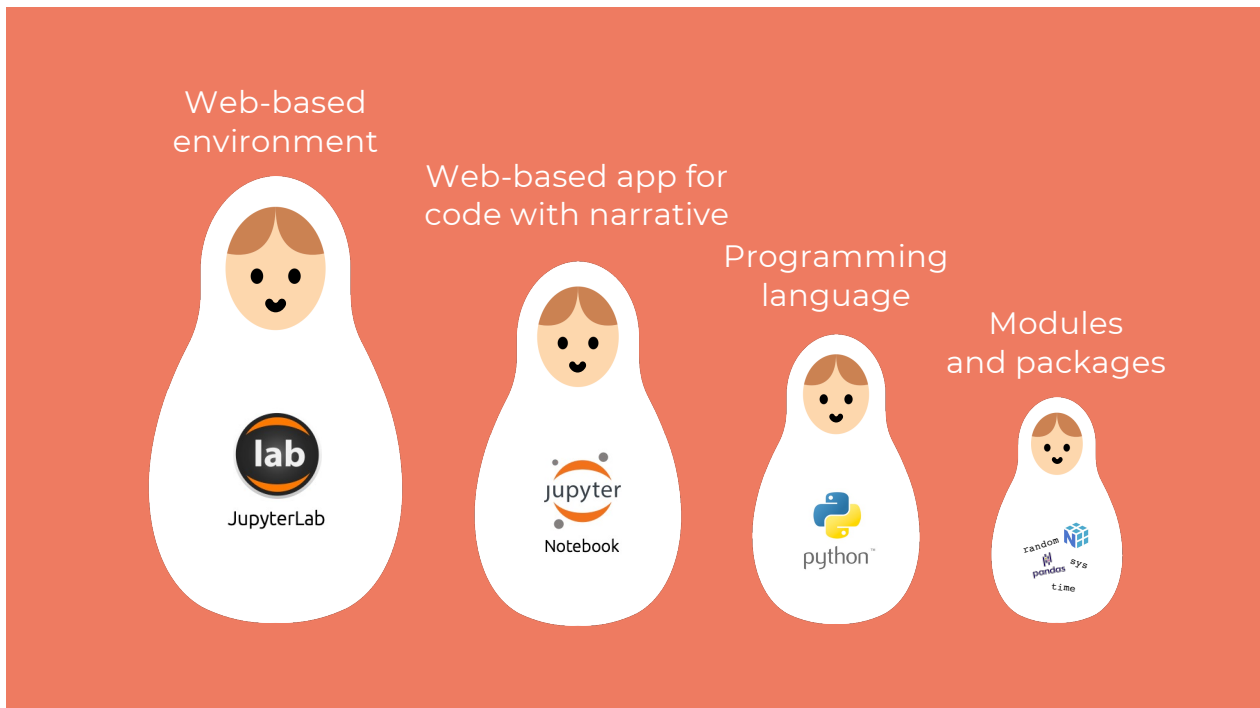 Web-based
environment
Web-based app for
code with narrative
Programming
language
Modules
and packages
lab
JupyterLab
jupyter
Notebook
python™
random
N
pandas
sys
time